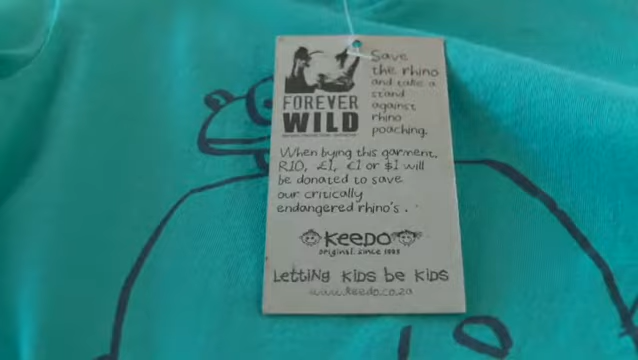 Save
the rhino
and take a
stand
against
rhino
poaching.
FOREVER
WILD
When buying this garment,
R10, £1, €1 or $1 will
be donated to save
our critically
endangered rhino's.
KEEDO
original. since 1993
Letting kids be kids
www.keedo.co.za